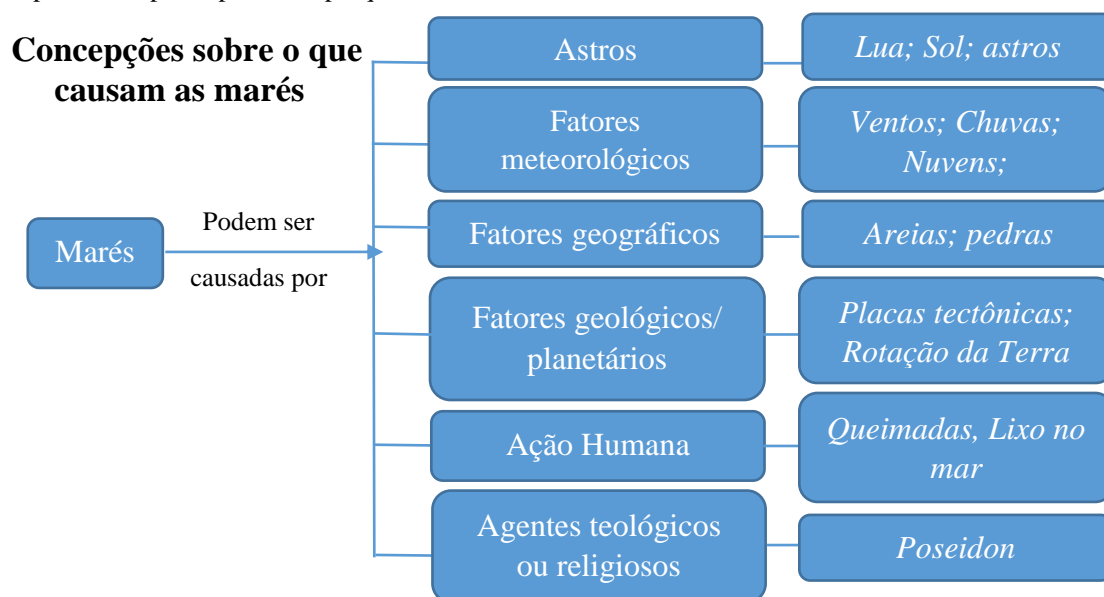 Concepções sobre o que
causam as marés
Marés
Podem ser
causadas por
Astros
Lua; Sol; astros
Fatores
meteorológicos
Ventos; Chuvas;
Nuvens;
Fatores geográficos
Areias; pedras
Fatores geológicos/
planetários
Placas tectônicas;
Rotação da Terra
Ação Humana
Queimadas, Lixo no
mar
Agentes teológicos
ou religiosos
Poseidon